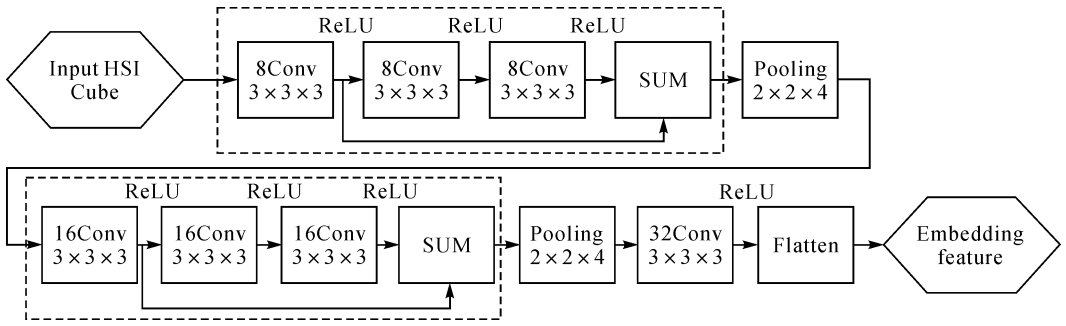 ReLU ReLU ReLU
Input HSI
Cube
8Conv
3×3×3
8Conv
3×3×3
8Conv
3×3×3
SUM
Pooling
2×2×4
ReLU ReLU ReLU ReLU
16Conv
3×3×3
16Conv
3×3×3
16Conv
3×3×3
SUM
Pooling
2×2×4
32Conv
3×3×3
Flatten
Embedding
feature